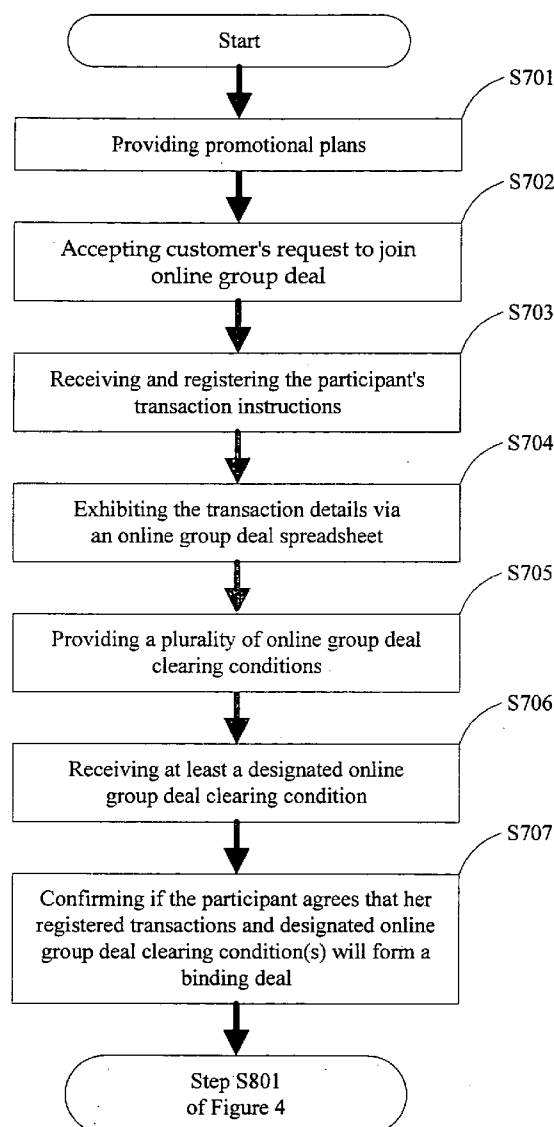 Start
S701
Providing promotional plans
S702
Accepting customer's request to join
online group deal
S703
Receiving and registering the participant's
transaction instructions
S704
Exhibiting the transaction details via
an online group deal spreadsheet
S705
Providing a plurality of online group deal
clearing conditions
S706
Receiving at least a designated online
group deal clearing condition
S707
Confirming if the participant agrees that her
registered transactions and designated online
group deal clearing condition(s) will form a
binding deal
Step S801
of Figure 4